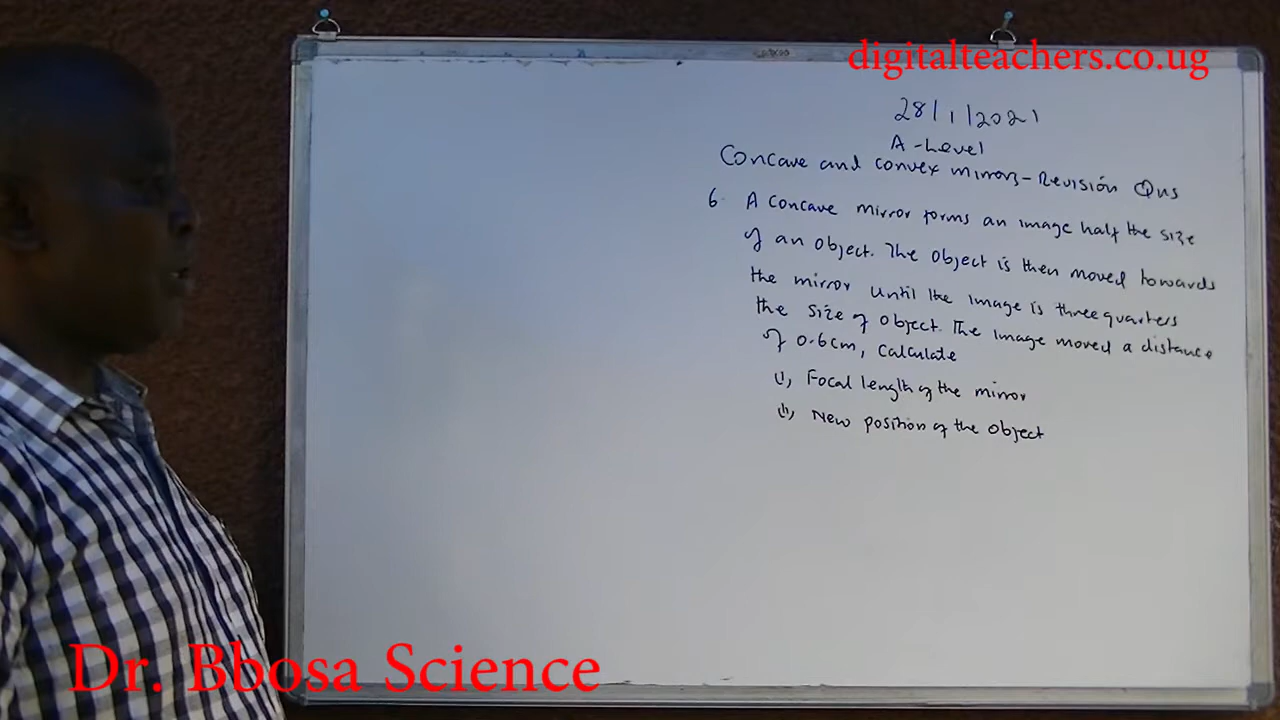 digitalteachers.co.ug
28/1/2021
A-Level
Concave and convex mirrors-Revision Qns
6. A concave mirror forms an image half the size
of an object. The object is then moved towards
the mirror until the image is three quarters
the size of object. The image moved a distance
of 0.6cm, calculate
(i), Focal length of the mirror
(ii), New position of the object
Dr. Bbosa Science